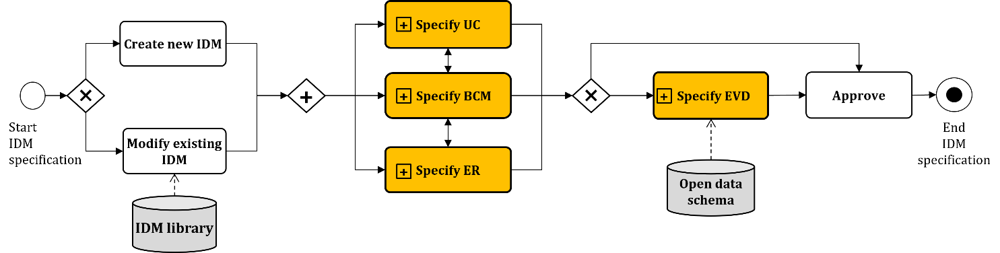 Start
IDM
specification
Create new IDM
Modify existing
IDM
IDM library
Specify UC
Specify BCM
Specify ER
Specify EVD
Open data
schema
Approve
End
IDM
specification